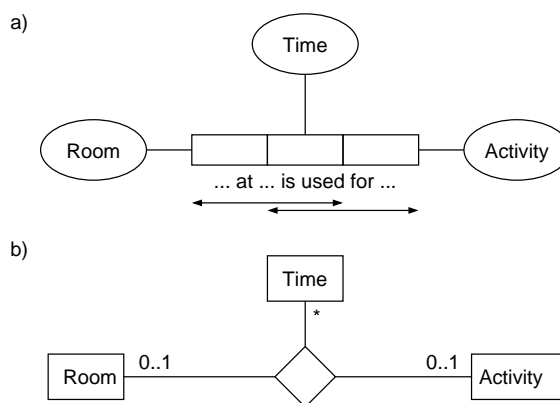 a)
Time
Room
Activity
... at ... is used for ...
b)
Time
*
0..1
0..1
Room
Activity